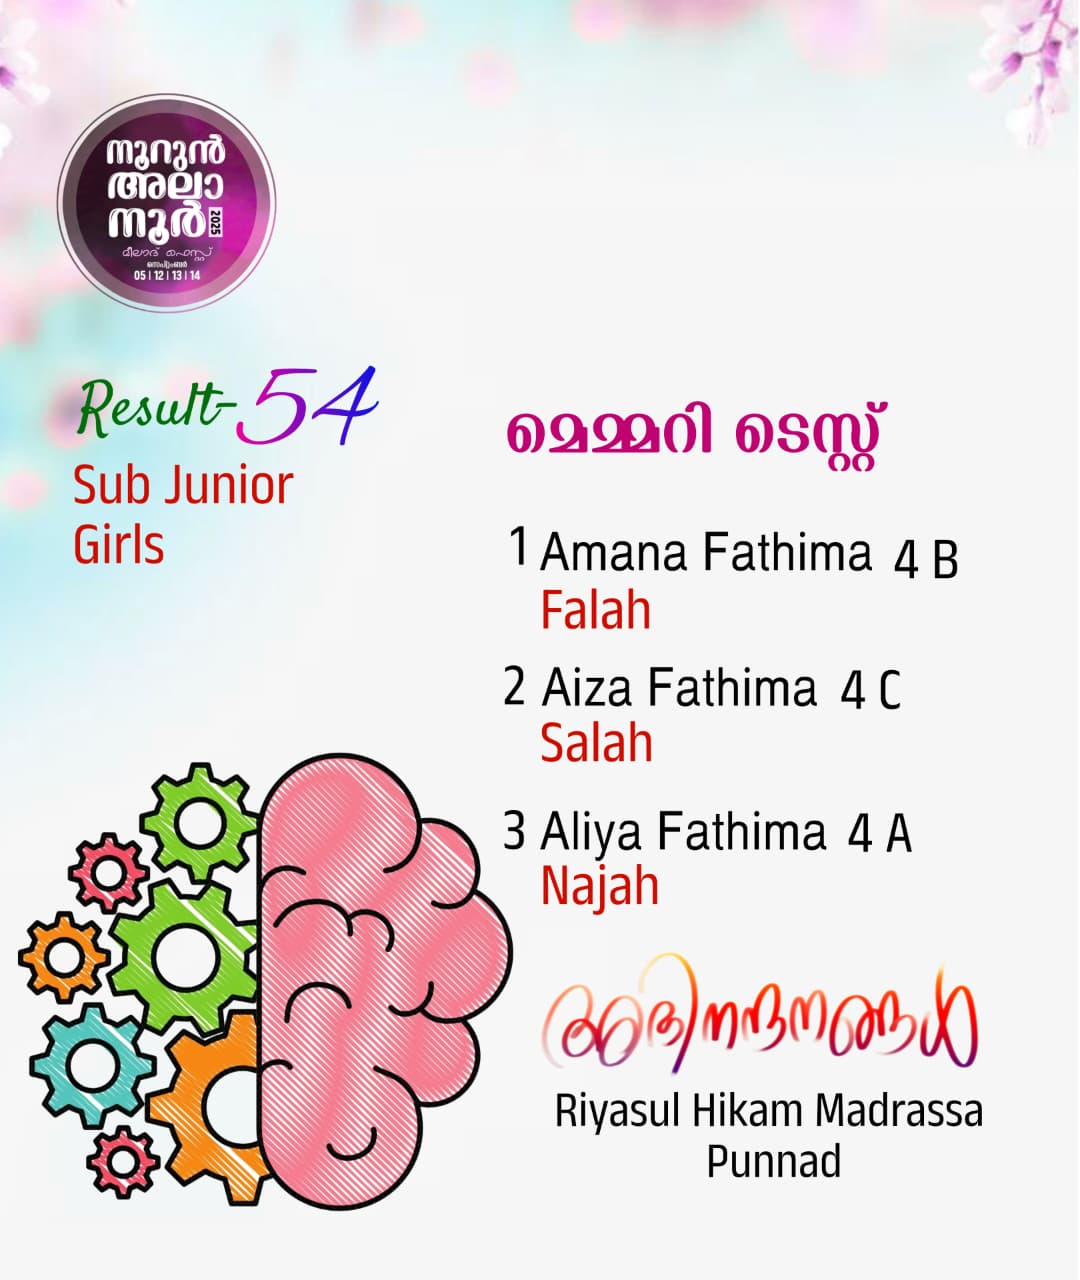 നൂറുൻ
അലാ
നൂർ 2025
മീലാദ് ഫെസ്റ്റ്
സെപ്റ്റംബർ
05 | 12 | 13 | 14
Result-54
Sub Junior
Girls
മെമ്മറി ടെസ്റ്റ്
1 Amana Fathima 4 B
Falah
2 Aiza Fathima 4 C
Salah
3 Aliya Fathima 4 A
Najah
അഭിനന്ദനങ്ങൾ
Riyasul Hikam Madrassa
Punnad